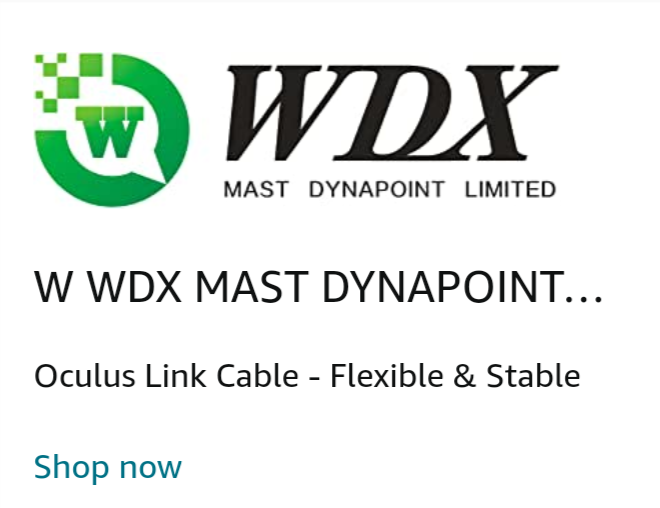 W
WDX
MAST DYNAPOINT LIMITED
W WDX MAST DYNAPOINT...
Oculus Link Cable - Flexible & Stable
Shop now